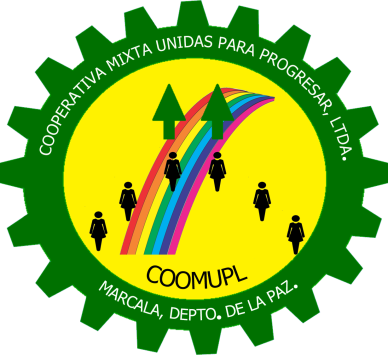 COOPERATIVA MIXTA UNIDAS PARA PROGRESAR, LTDA.
COOMUPL
MARCALA, DEPTO. DE LA PAZ.